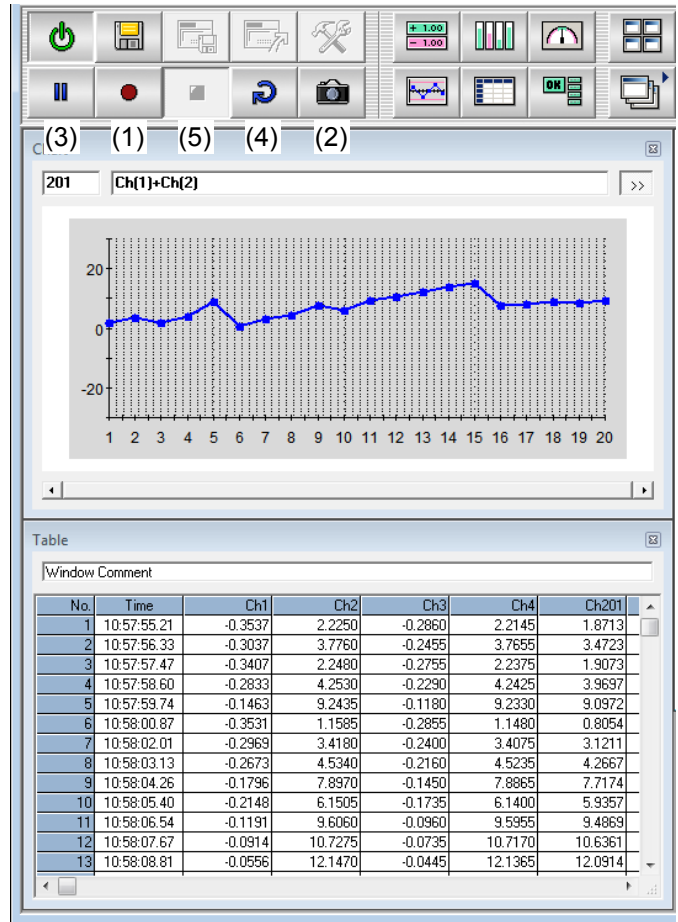 + 1.00
− 1.00
OK
(3) (1) (5) (4) (2)
201 Ch(1)+Ch(2) >>
20
0
-20
1 2 3 4 5 6 7 8 9 10 11 12 13 14 15 16 17 18 19 20
Table
Window Comment
No. Time Ch1 Ch2 Ch3 Ch4 Ch201
1 10:57:55.21 -0.3537 2.2250 -0.2860 2.2145 1.8713
2 10:57:56.33 -0.3037 3.7760 -0.2455 3.7655 3.4723
3 10:57:57.47 -0.3407 2.2480 -0.2755 2.2375 1.9073
4 10:57:58.60 -0.2833 4.2530 -0.2290 4.2425 3.9697
5 10:57:59.74 -0.1463 9.2435 -0.1180 9.2330 9.0972
6 10:58:00.87 -0.3531 1.1585 -0.2855 1.1480 0.8054
7 10:58:02.01 -0.2969 3.4180 -0.2400 3.4075 3.1211
8 10:58:03.13 -0.2673 4.5340 -0.2160 4.5235 4.2667
9 10:58:04.26 -0.1796 7.8970 -0.1450 7.8865 7.7174
10 10:58:05.40 -0.2148 6.1505 -0.1735 6.1400 5.9357
11 10:58:06.54 -0.1191 9.6060 -0.0960 9.5955 9.4869
12 10:58:07.67 -0.0914 10.7275 -0.0735 10.7170 10.6361
13 10:58:08.81 -0.0556 12.1470 -0.0445 12.1365 12.0914